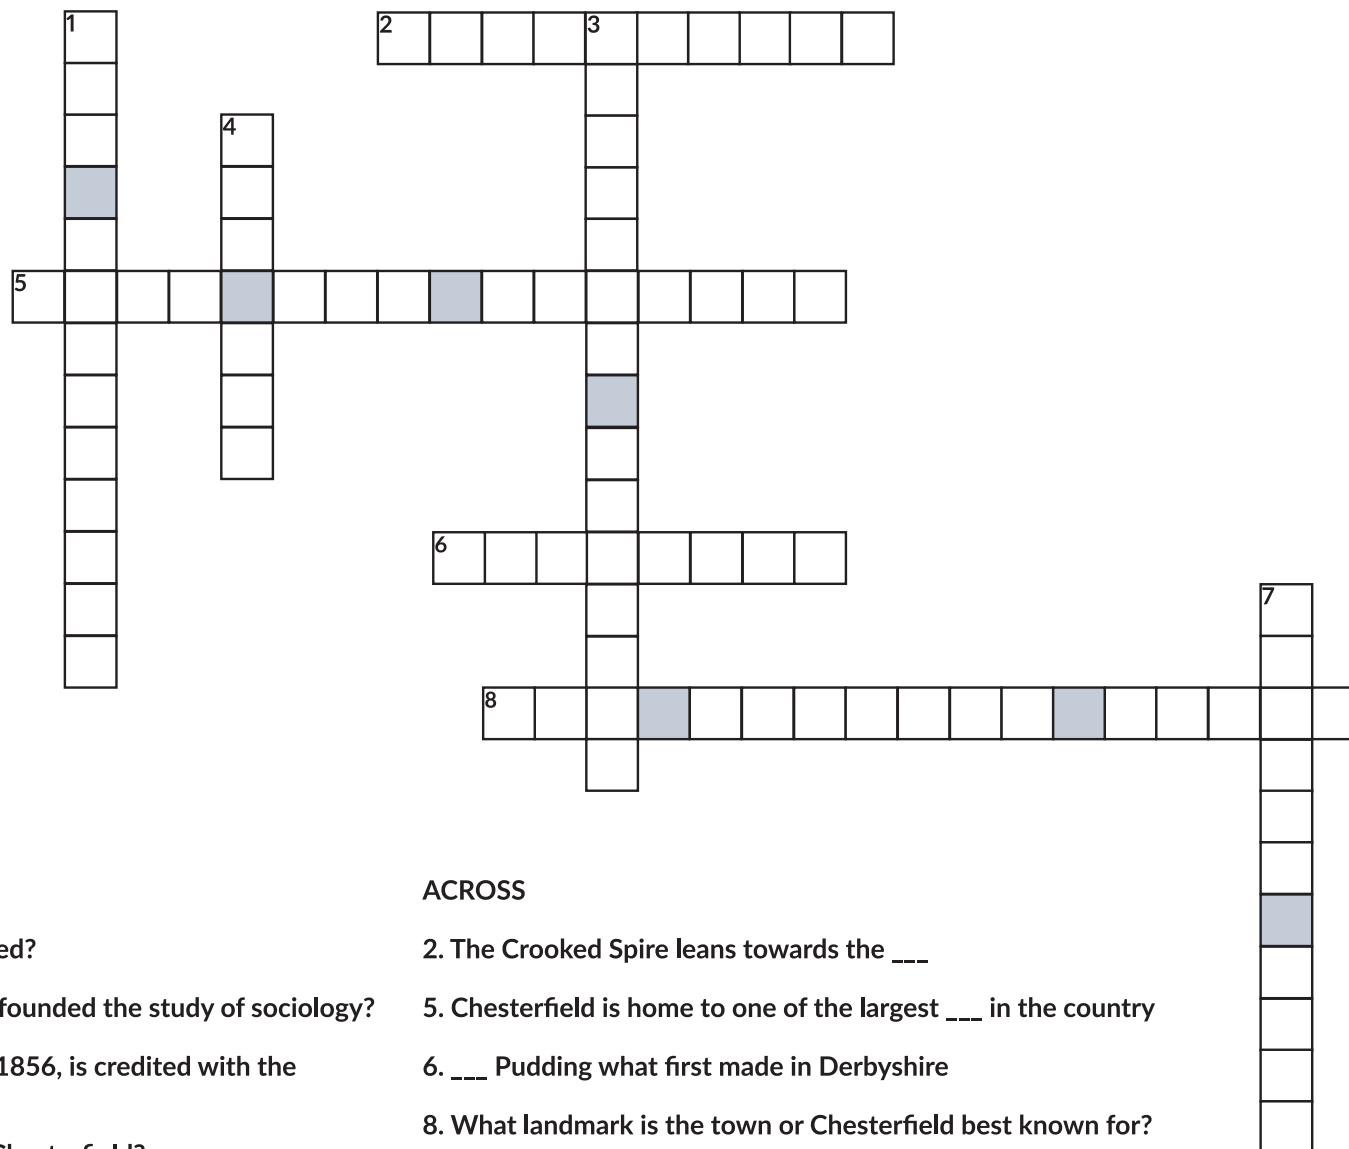 1
2
3
4
5
6
7
8
ed?
founded the study of sociology?
1856, is credited with the
ACROSS
2. The Crooked Spire leans towards the ___
5. Chesterfield is home to one of the largest ___ in the country
6. ___ Pudding what first made in Derbyshire
8. What landmark is the town or Chesterfield best known for?